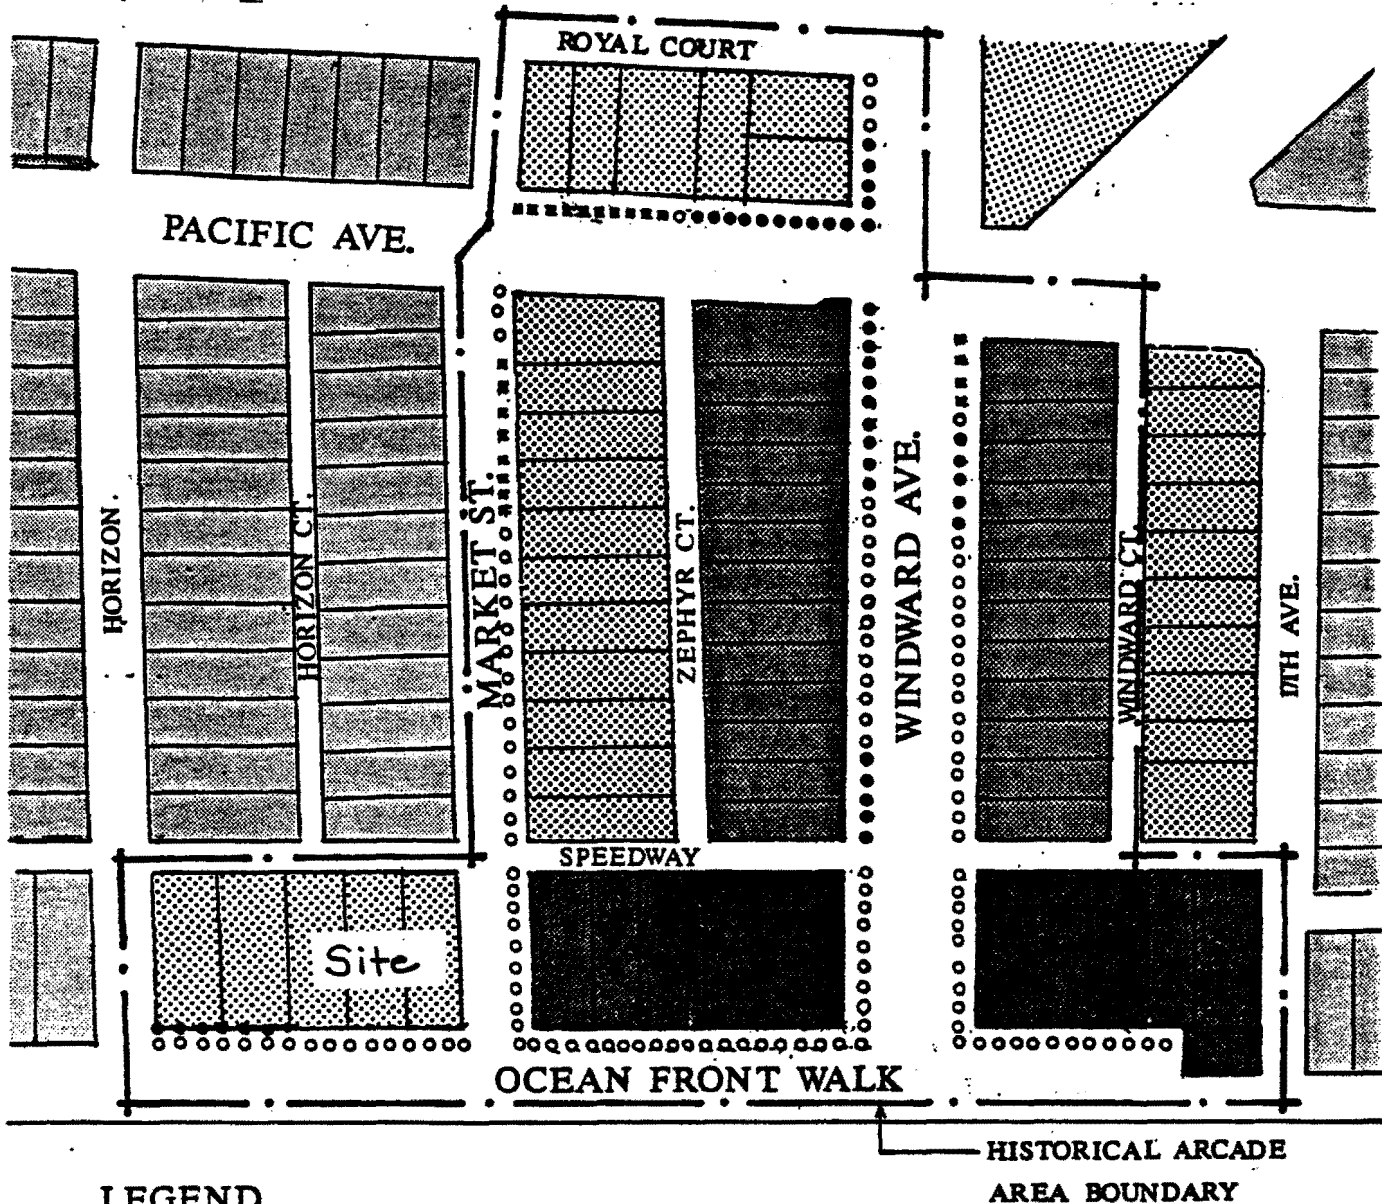 ROYAL COURT
PACIFIC AVE.
HORIZON.
HORIZON CT.
MARKET ST.
ZEPHYR CT.
WINDWARD AVE.
WINDWARD CT.
17TH AVE.
SPEEDWAY
Site
OCEAN FRONT WALK
HISTORICAL ARCADE
AREA BOUNDARY
LEGEND